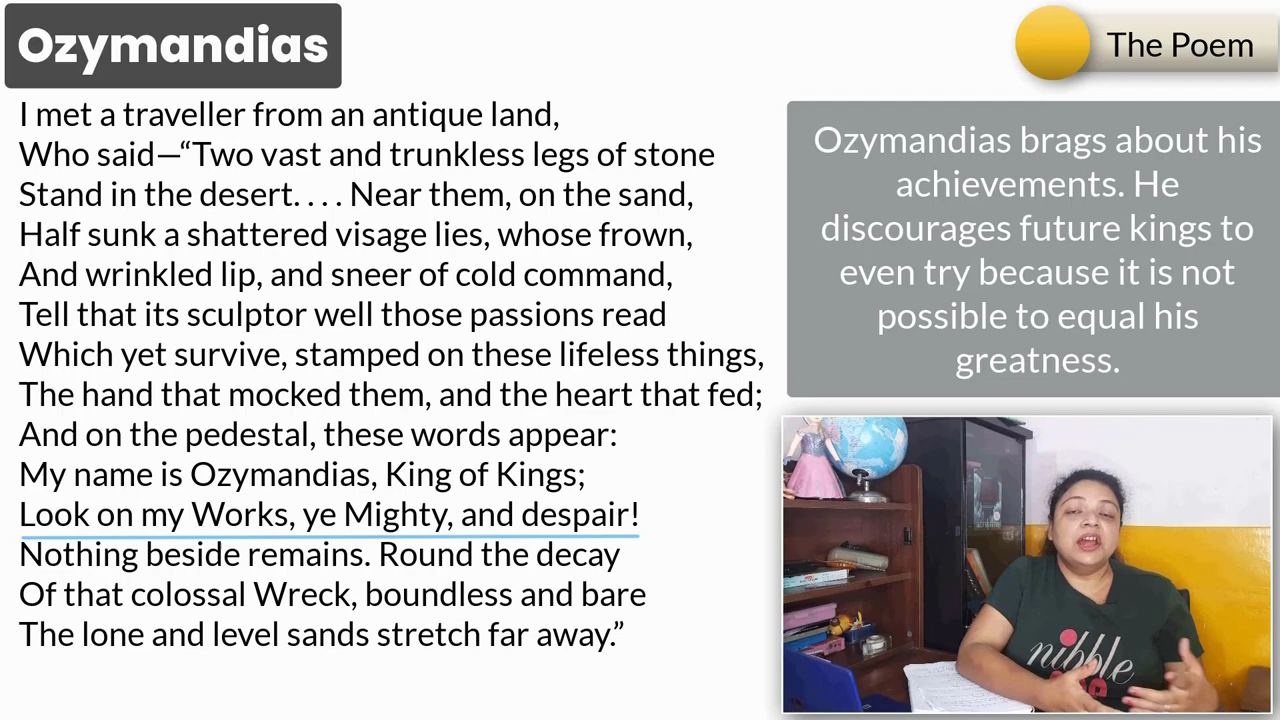 Ozymandias
The Poem
I met a traveller from an antique land,
Who said—“Two vast and trunkless legs of stone
Stand in the desert. . . . Near them, on the sand,
Half sunk a shattered visage lies, whose frown,
And wrinkled lip, and sneer of cold command,
Tell that its sculptor well those passions read
Which yet survive, stamped on these lifeless things,
The hand that mocked them, and the heart that fed;
And on the pedestal, these words appear:
My name is Ozymandias, King of Kings;
Look on my Works, ye Mighty, and despair!
Nothing beside remains. Round the decay
Of that colossal Wreck, boundless and bare
The lone and level sands stretch far away.”
Ozymandias brags about his
achievements. He
discourages future kings to
even try because it is not
possible to equal his
greatness.
nibble